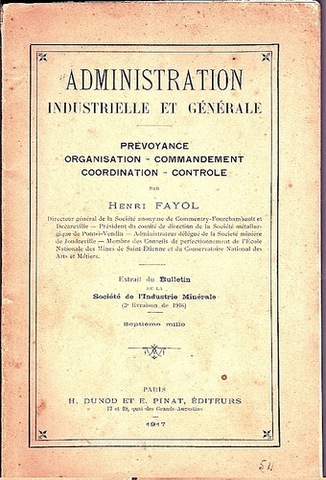 ADMINISTRATION
INDUSTRIELLE ET GÉNÉRALE
PRÉVOYANCE
ORGANISATION - COMMANDEMENT
COORDINATION - CONTROLE
PAR
HENRI FAYOL
Directeur général de la Société anonyme de Commentry-Fourchambault et
Decazeville — Président du comité de direction de la Société métallur-
gique de Pont-à-Vendin — Administrateur délégué de la Société minière
de Joudreville — Membre des Conseils de perfectionnement de l'École
Nationale des Mines de Saint-Etienne et du Conservatoire National des
Arts et Métiers.
Extrait du Bulletin
DE LA
Société de l'Industrie Minérale
(3e livraison de 1916)
Septième mille
PARIS
H. DUNOD ET E. PINAT, ÉDITEURS
47 et 49, quai des Grands-Augustins
1917